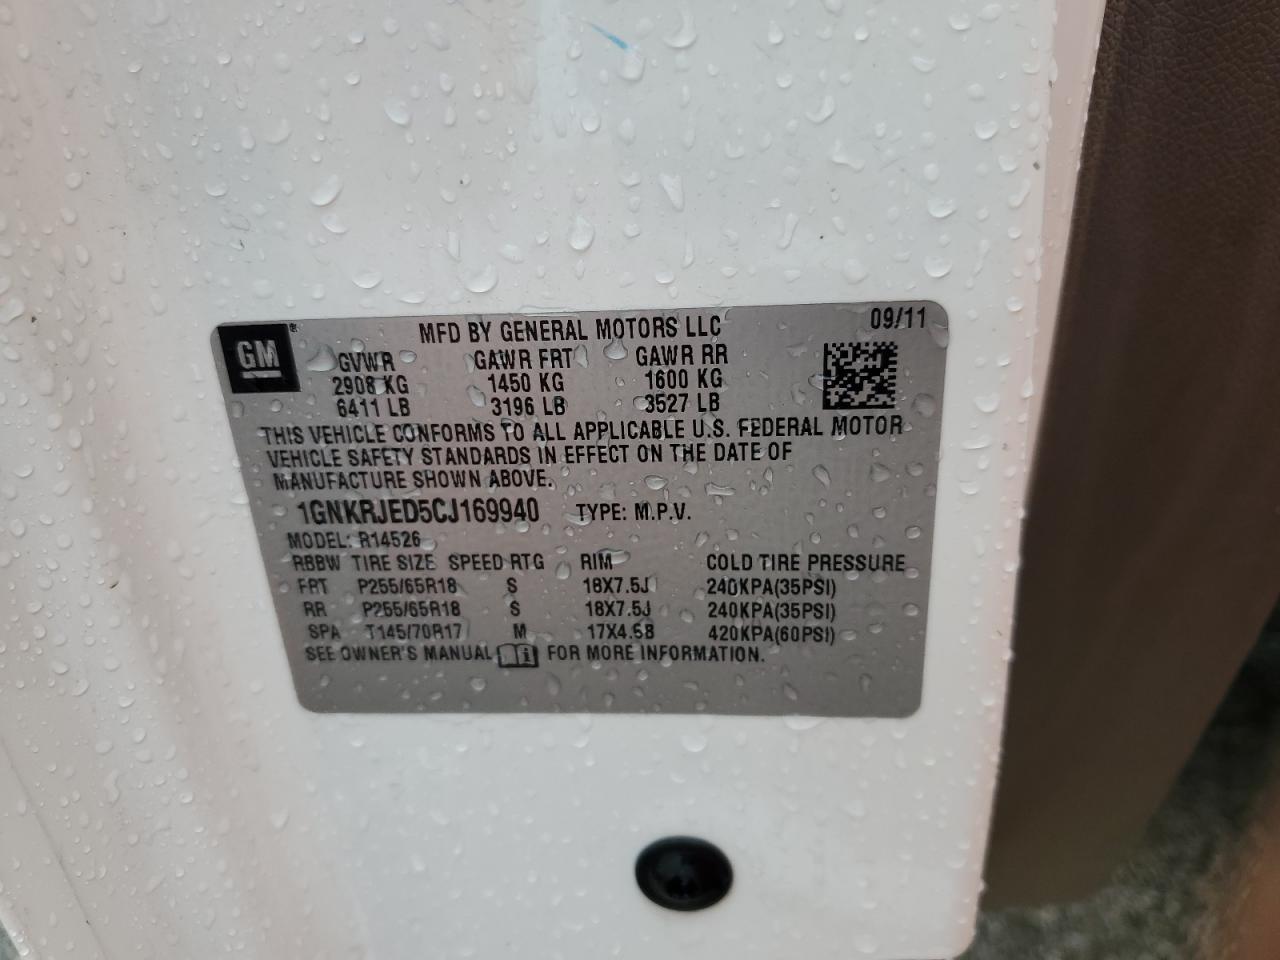 GM®
MFD BY GENERAL MOTORS LLC 09/11
GVWR GAWR FRT GAWR RR
2908 KG 1450 KG 1600 KG
6411 LB 3196 LB 3527 LB
THIS VEHICLE CONFORMS TO ALL APPLICABLE U.S. FEDERAL MOTOR
VEHICLE SAFETY STANDARDS IN EFFECT ON THE DATE OF
MANUFACTURE SHOWN ABOVE.
1GNKRJED5CJ169940 TYPE: M.P.V.
MODEL: R14526
RBBW TIRE SIZE SPEED RTG RIM COLD TIRE PRESSURE
FRT P255/65R18 S 18X7.5J 240KPA(35PSI)
RR P255/65R18 S 18X7.5J 240KPA(35PSI)
SPA T145/70R17 M 17X4.5B 420KPA(60PSI)
SEE OWNER'S MANUAL FOR MORE INFORMATION.